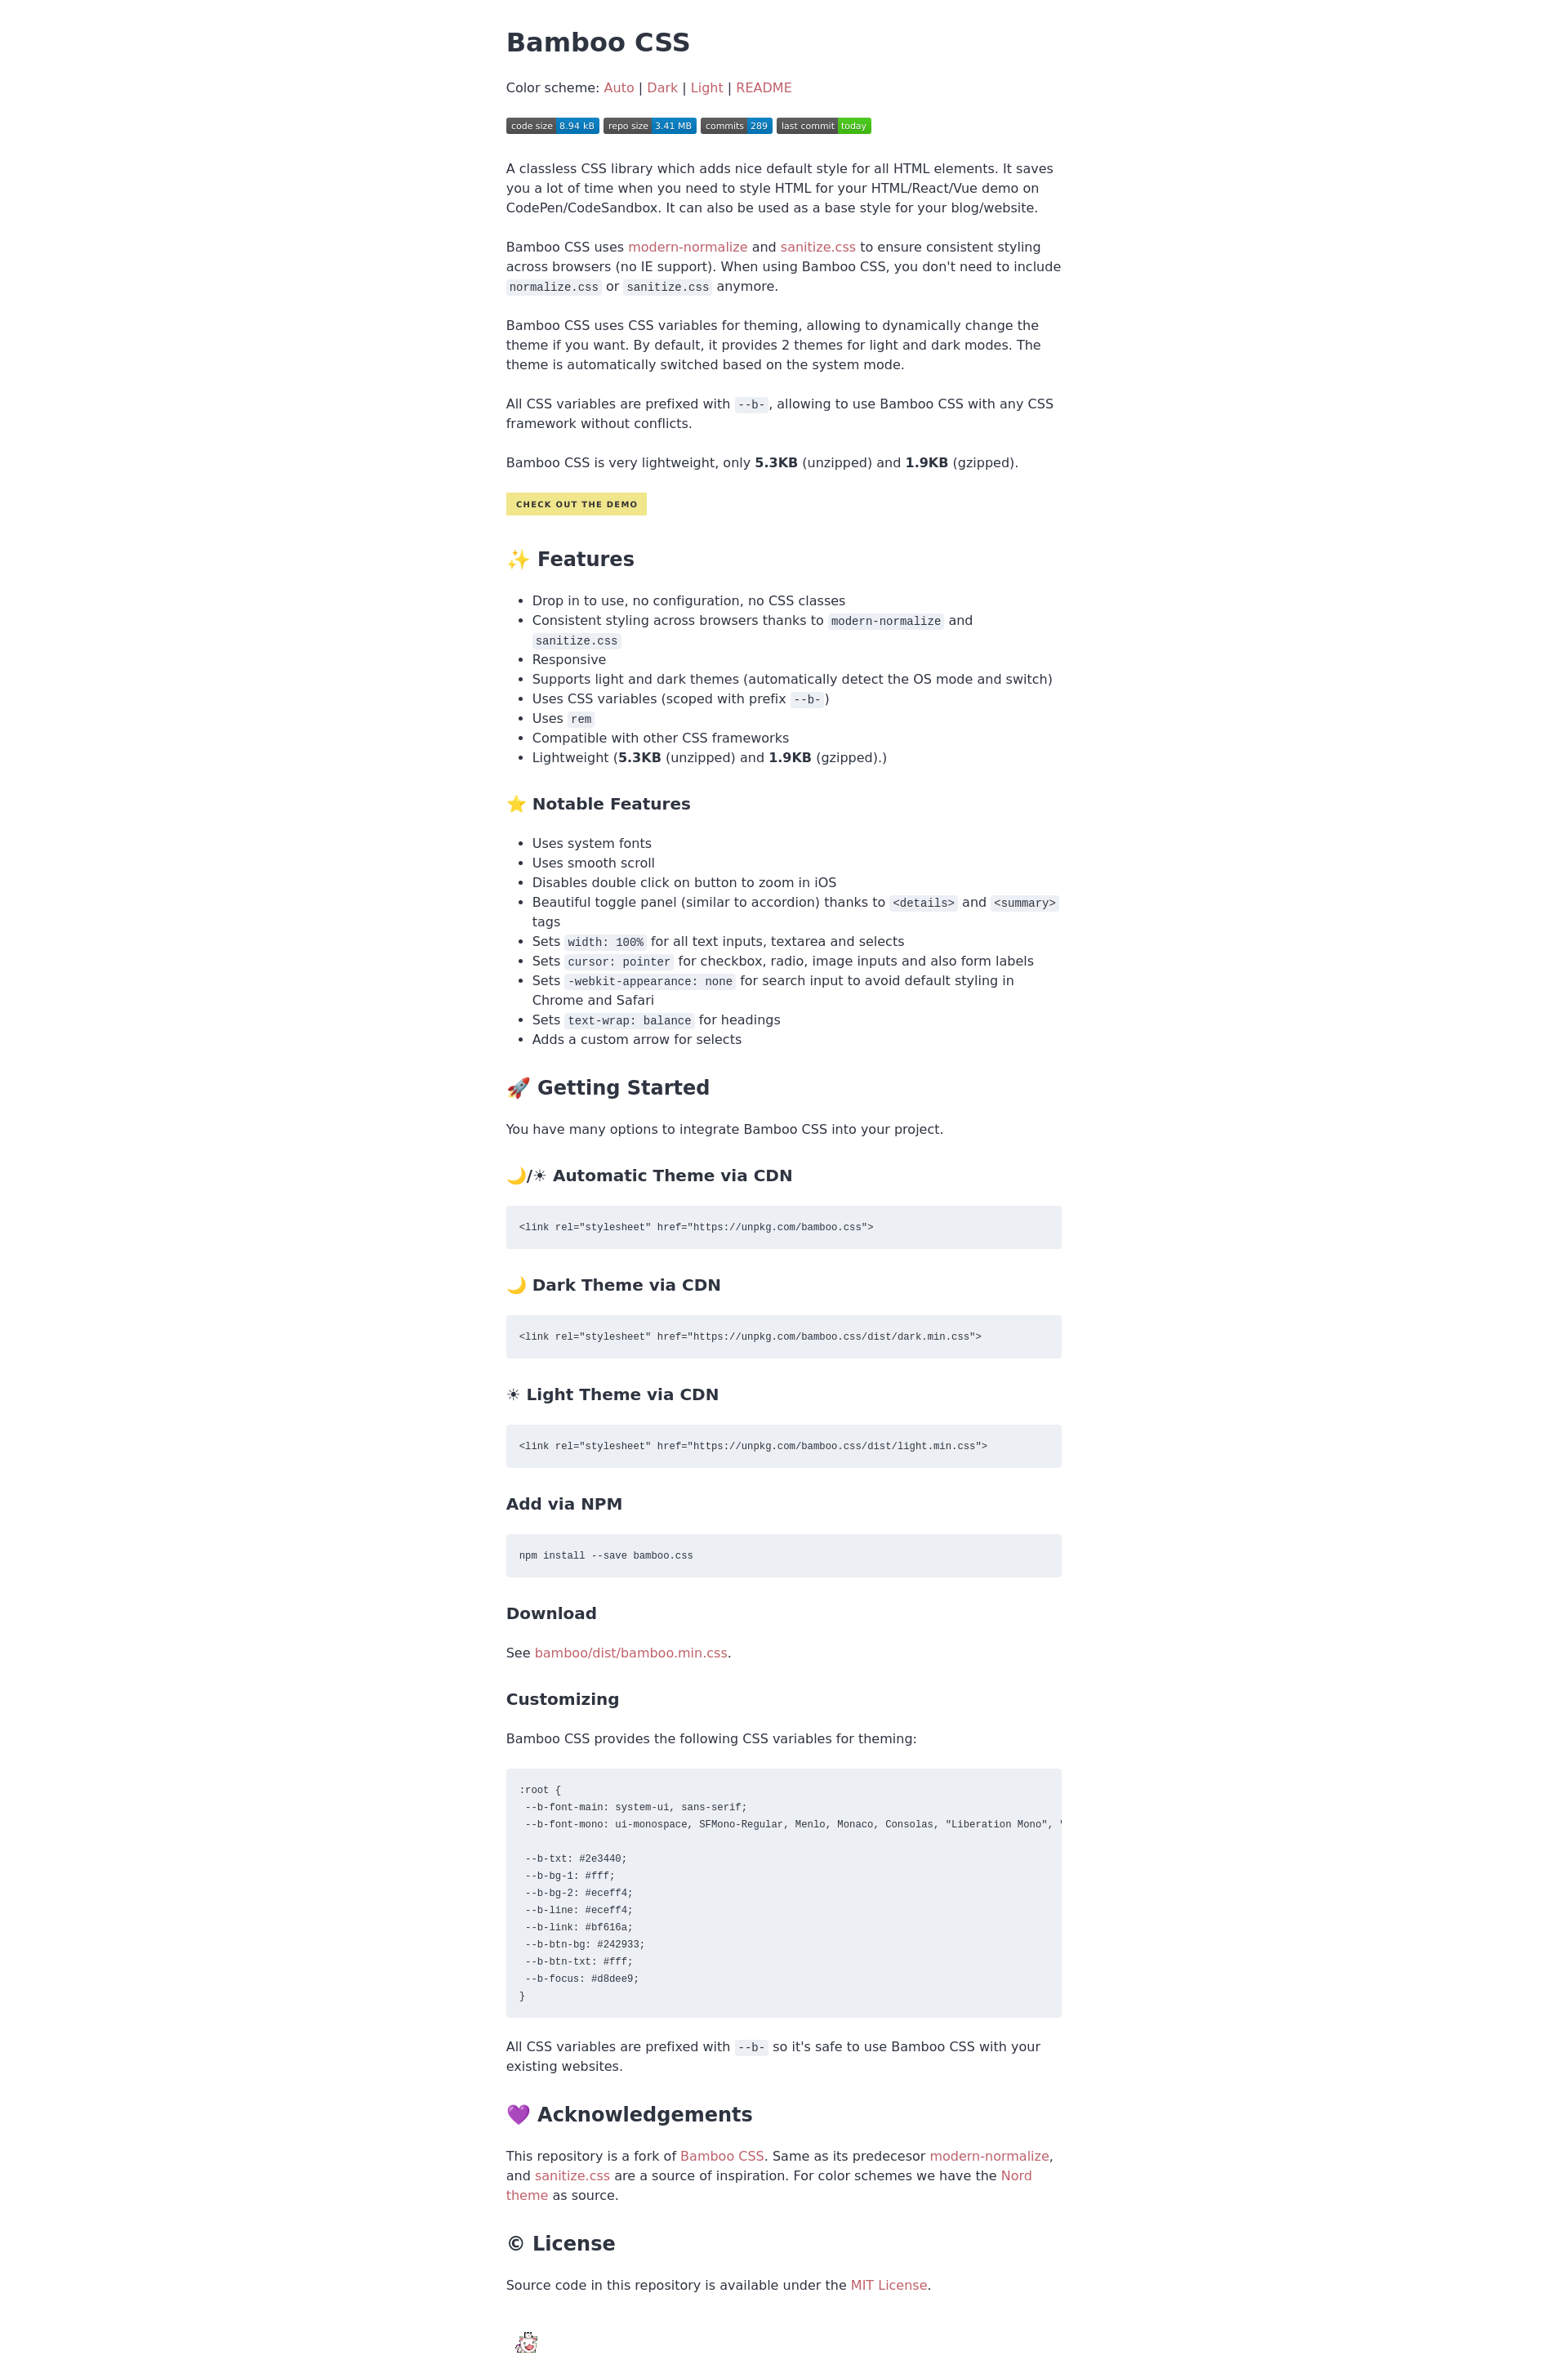 Bamboo CSS
Color scheme: Auto | Dark | Light | README
code size 8.94 kB repo size 3.41 MB commits 289 last commit today
A classless CSS library which adds nice default style for all HTML elements. It saves
you a lot of time when you need to style HTML for your HTML/React/Vue demo on
CodePen/CodeSandbox. It can also be used as a base style for your blog/website.
Bamboo CSS uses modern-normalize and sanitize.css to ensure consistent styling
across browsers (no IE support). When using Bamboo CSS, you don't need to include
normalize.css or sanitize.css anymore.
Bamboo CSS uses CSS variables for theming, allowing to dynamically change the
theme if you want. By default, it provides 2 themes for light and dark modes. The
theme is automatically switched based on the system mode.
All CSS variables are prefixed with --b-, allowing to use Bamboo CSS with any CSS
framework without conflicts.
Bamboo CSS is very lightweight, only 5.3KB (unzipped) and 1.9KB (gzipped).
CHECK OUT THE DEMO
✨ Features
• Drop in to use, no configuration, no CSS classes
• Consistent styling across browsers thanks to modern-normalize and
sanitize.css
• Responsive
• Supports light and dark themes (automatically detect the OS mode and switch)
• Uses CSS variables (scoped with prefix --b-)
• Uses rem
• Compatible with other CSS frameworks
• Lightweight (5.3KB (unzipped) and 1.9KB (gzipped).)
⭐ Notable Features
• Uses system fonts
• Uses smooth scroll
• Disables double click on button to zoom in iOS
• Beautiful toggle panel (similar to accordion) thanks to <details> and <summary>
tags
• Sets width: 100% for all text inputs, textarea and selects
• Sets cursor: pointer for checkbox, radio, image inputs and also form labels
• Sets -webkit-appearance: none for search input to avoid default styling in
Chrome and Safari
• Sets text-wrap: balance for headings
• Adds a custom arrow for selects
🚀 Getting Started
You have many options to integrate Bamboo CSS into your project.
🌙/☀ Automatic Theme via CDN
<link rel="stylesheet" href="https://unpkg.com/bamboo.css">
🌙 Dark Theme via CDN
<link rel="stylesheet" href="https://unpkg.com/bamboo.css/dist/dark.min.css">
☀ Light Theme via CDN
<link rel="stylesheet" href="https://unpkg.com/bamboo.css/dist/light.min.css">
Add via NPM
npm install --save bamboo.css
Download
See bamboo/dist/bamboo.min.css.
Customizing
Bamboo CSS provides the following CSS variables for theming:
:root {
--b-font-main: system-ui, sans-serif;
--b-font-mono: ui-monospace, SFMono-Regular, Menlo, Monaco, Consolas, "Liberation Mono",
--b-txt: #2e3440;
--b-bg-1: #fff;
--b-bg-2: #eceff4;
--b-line: #eceff4;
--b-link: #bf616a;
--b-btn-bg: #242933;
--b-btn-txt: #fff;
--b-focus: #d8dee9;
}
All CSS variables are prefixed with --b- so it's safe to use Bamboo CSS with your
existing websites.
💜 Acknowledgements
This repository is a fork of Bamboo CSS. Same as its predecesor modern-normalize,
and sanitize.css are a source of inspiration. For color schemes we have the Nord
theme as source.
© License
Source code in this repository is available under the MIT License.